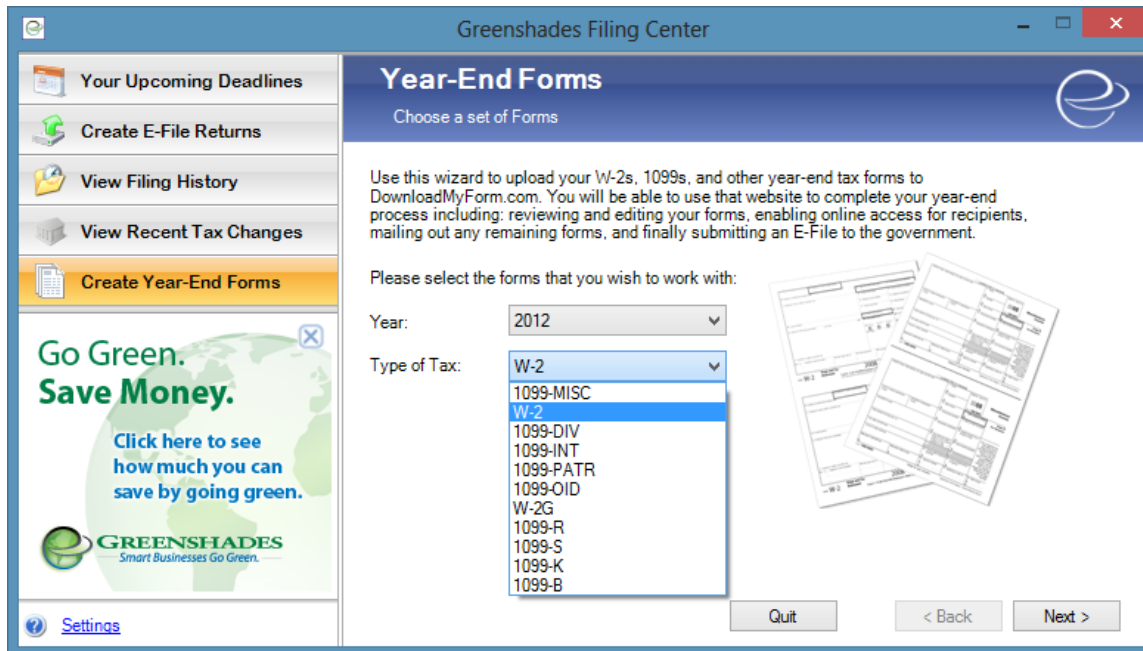 Greenshades Filing Center
Your Upcoming Deadlines
Create E-File Returns
View Filing History
View Recent Tax Changes
Create Year-End Forms
Go Green.
Save Money.
Click here to see
how much you can
save by going green.
GREENSHADES
Smart Businesses Go Green.
Settings
Year-End Forms
Choose a set of Forms
Use this wizard to upload your W-2s, 1099s, and other year-end tax forms to
DownloadMyForm.com. You will be able to use that website to complete your year-end
process including: reviewing and editing your forms, enabling online access for recipients,
mailing out any remaining forms, and finally submitting an E-File to the government.
Please select the forms that you wish to work with:
Year: 2012
Type of Tax: W-2
1099-MISC
W-2
1099-DIV
1099-INT
1099-PATR
1099-OID
W-2G
1099-R
1099-S
1099-K
1099-B
Quit < Back Next >